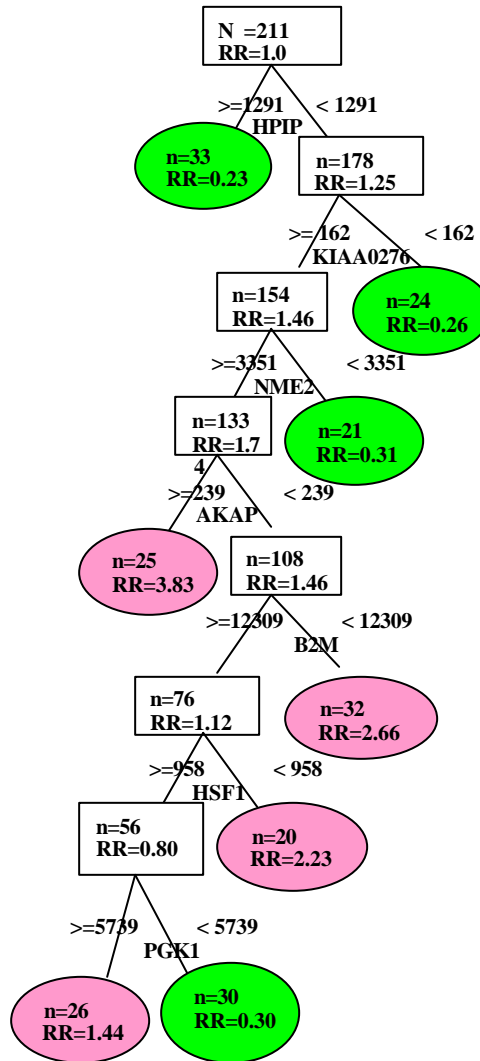 N =211
RR=1.0
>=1291 < 1291
HPIP
n=33
RR=0.23
n=178
RR=1.25
>= 162 < 162
KIAA0276
n=154
RR=1.46
n=24
RR=0.26
>=3351 < 3351
NME2
n=133
RR=1.7
4
n=21
RR=0.31
>=239 < 239
AKAP
n=25
RR=3.83
n=108
RR=1.46
>=12309 < 12309
B2M
n=76
RR=1.12
n=32
RR=2.66
>=958 < 958
HSF1
n=56
RR=0.80
n=20
RR=2.23
>=5739 < 5739
PGK1
n=26
RR=1.44
n=30
RR=0.30